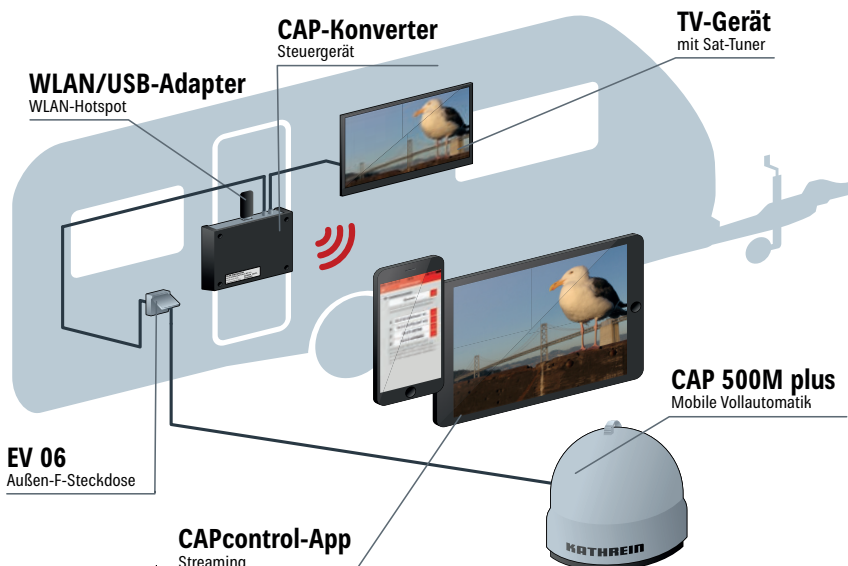 CAP-Konverter
Steuergerät
TV-Gerät
mit Sat-Tuner
WLAN/USB-Adapter
WLAN-Hotspot
CAP 500M plus
Mobile Vollautomatik
EV 06
Außen-F-Steckdose
CAPcontrol-App
Streaming
KATHREIN